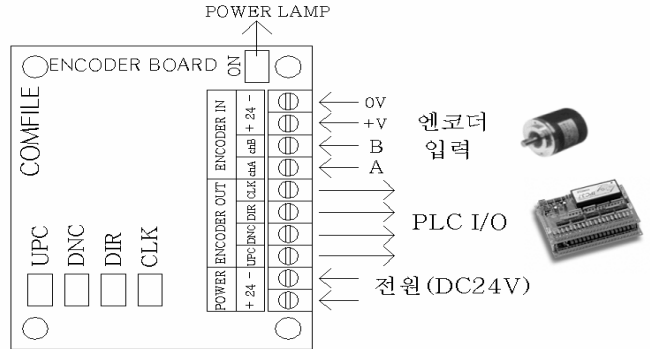 POWER LAMP
ENCODER BOARD
ON
COMFILE
ENCODER IN
+ 24 -
chB
chA
0V
+V
B
A
엔코더
입력
ENCODER OUT
CLK
DIR
DNC
UPC
PLC I/O
POWER
+ 24 -
전원(DC24V)
UPC
DNC
DIR
CLK